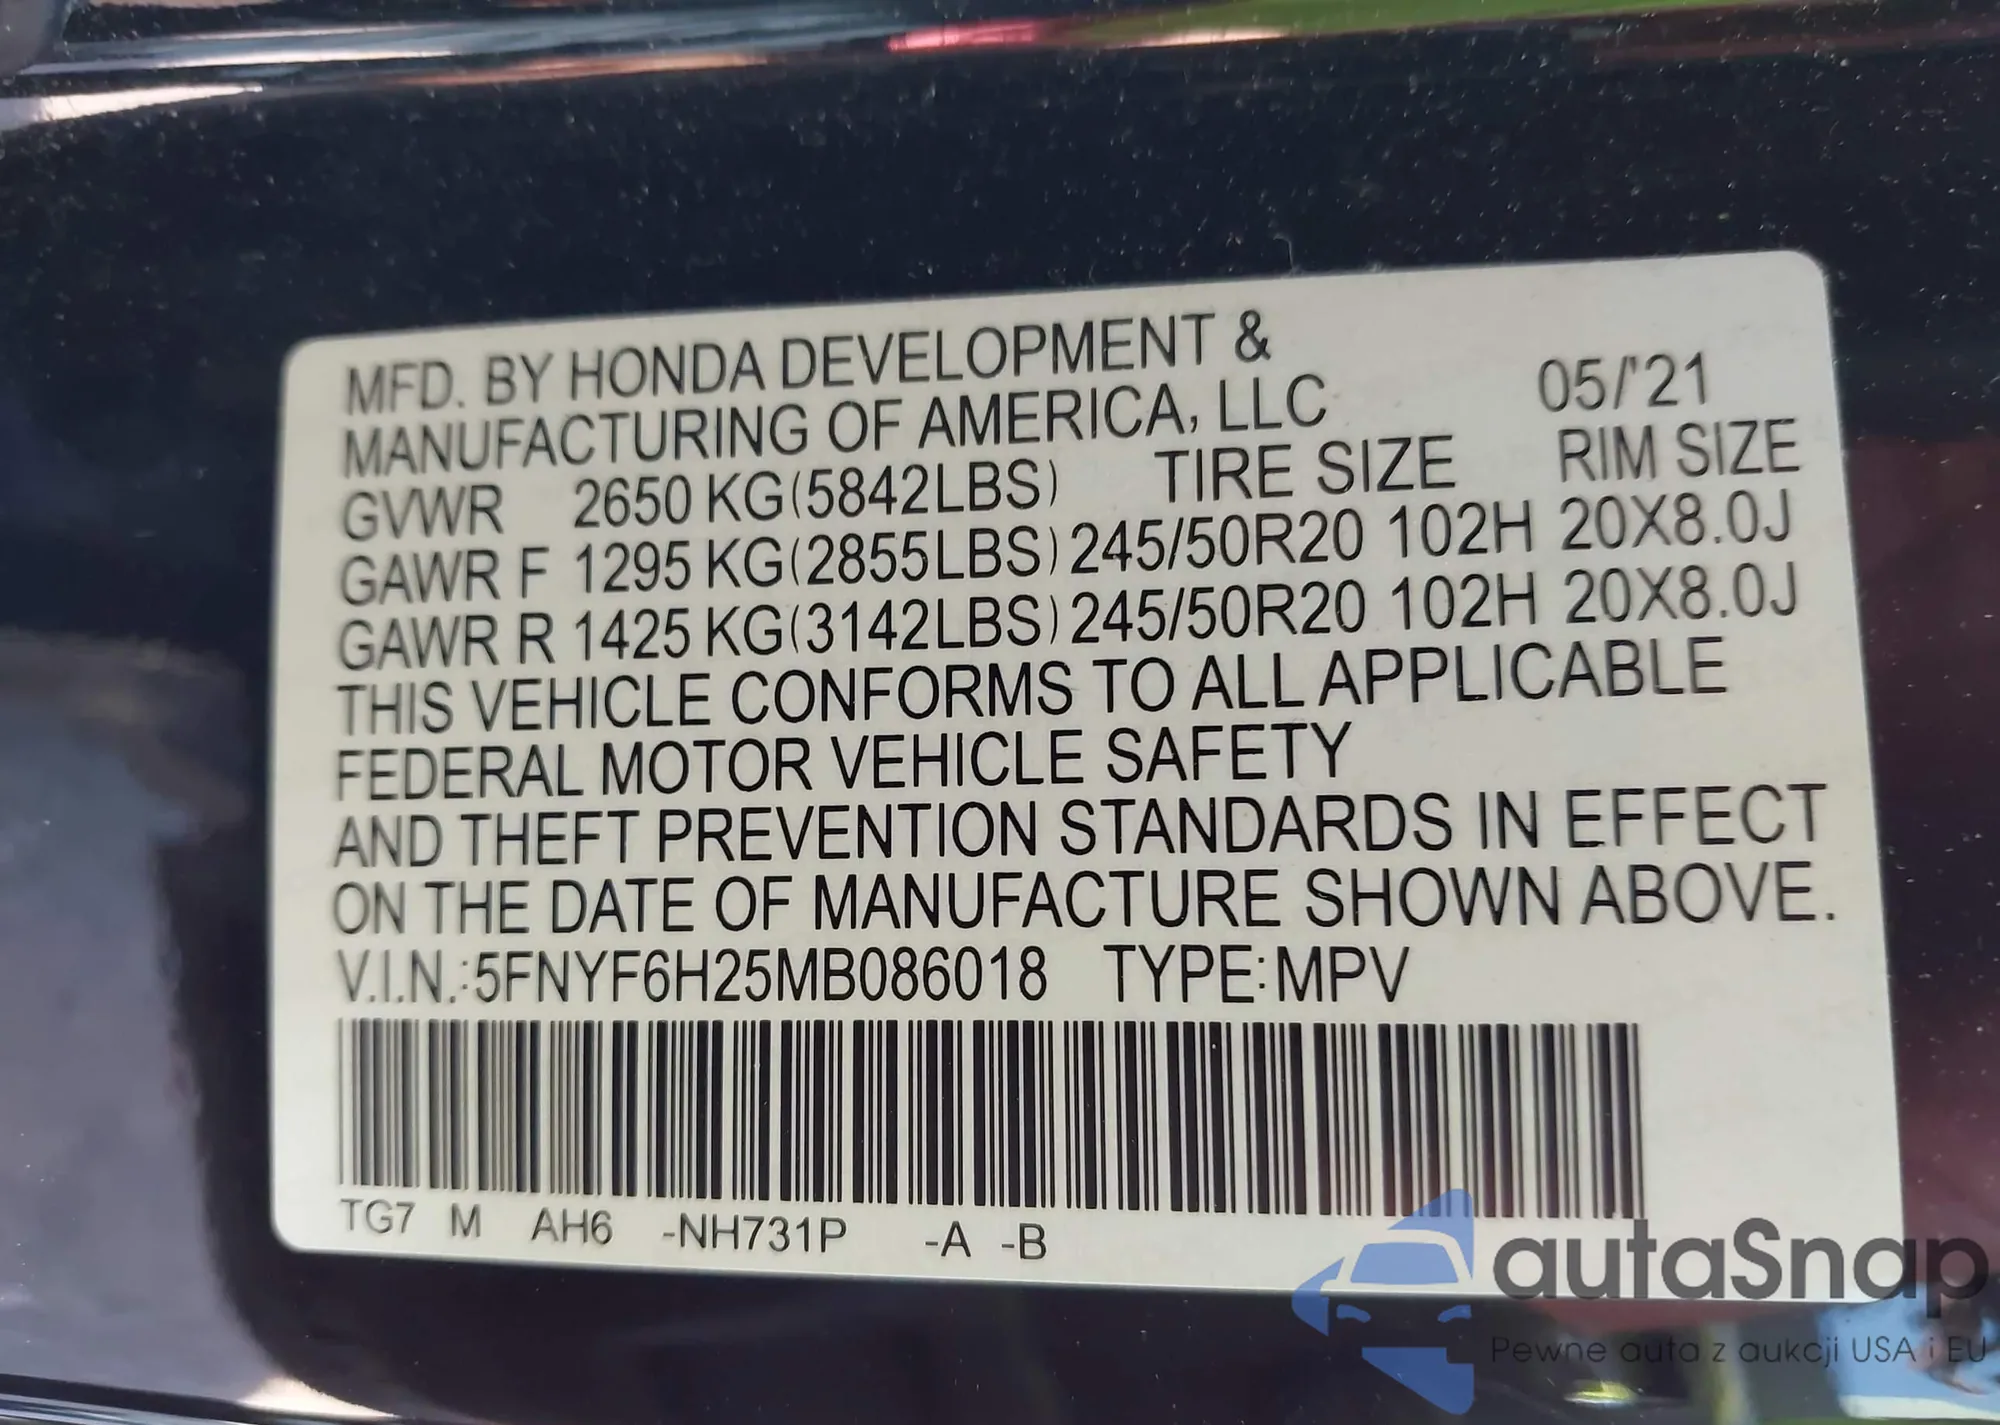 MFD. BY HONDA DEVELOPMENT &
MANUFACTURING OF AMERICA, LLC 05/'21
GVWR 2650 KG(5842LBS) TIRE SIZE RIM SIZE
GAWR F 1295 KG(2855LBS) 245/50R20 102H 20X8.0J
GAWR R 1425 KG(3142LBS) 245/50R20 102H 20X8.0J
THIS VEHICLE CONFORMS TO ALL APPLICABLE
FEDERAL MOTOR VEHICLE SAFETY
AND THEFT PREVENTION STANDARDS IN EFFECT
ON THE DATE OF MANUFACTURE SHOWN ABOVE.
V.I.N.:5FNYF6H25MB086018 TYPE:MPV
TG7 M AH6 -NH731P -A -B
autaSnap
Pewne auta z aukcji USA i EU